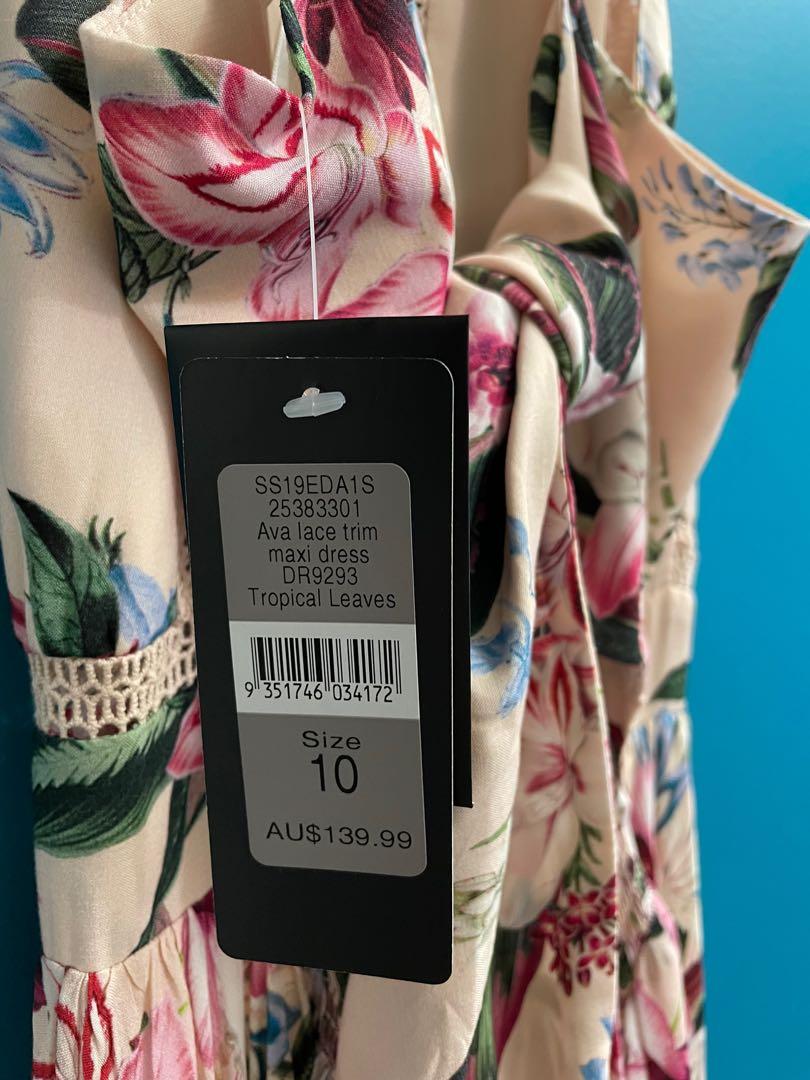 SS19EDA1S
25383301
Ava lace trim
maxi dress
DR9293
Tropical Leaves
9 351746 034172
Size
10
AU$139.99